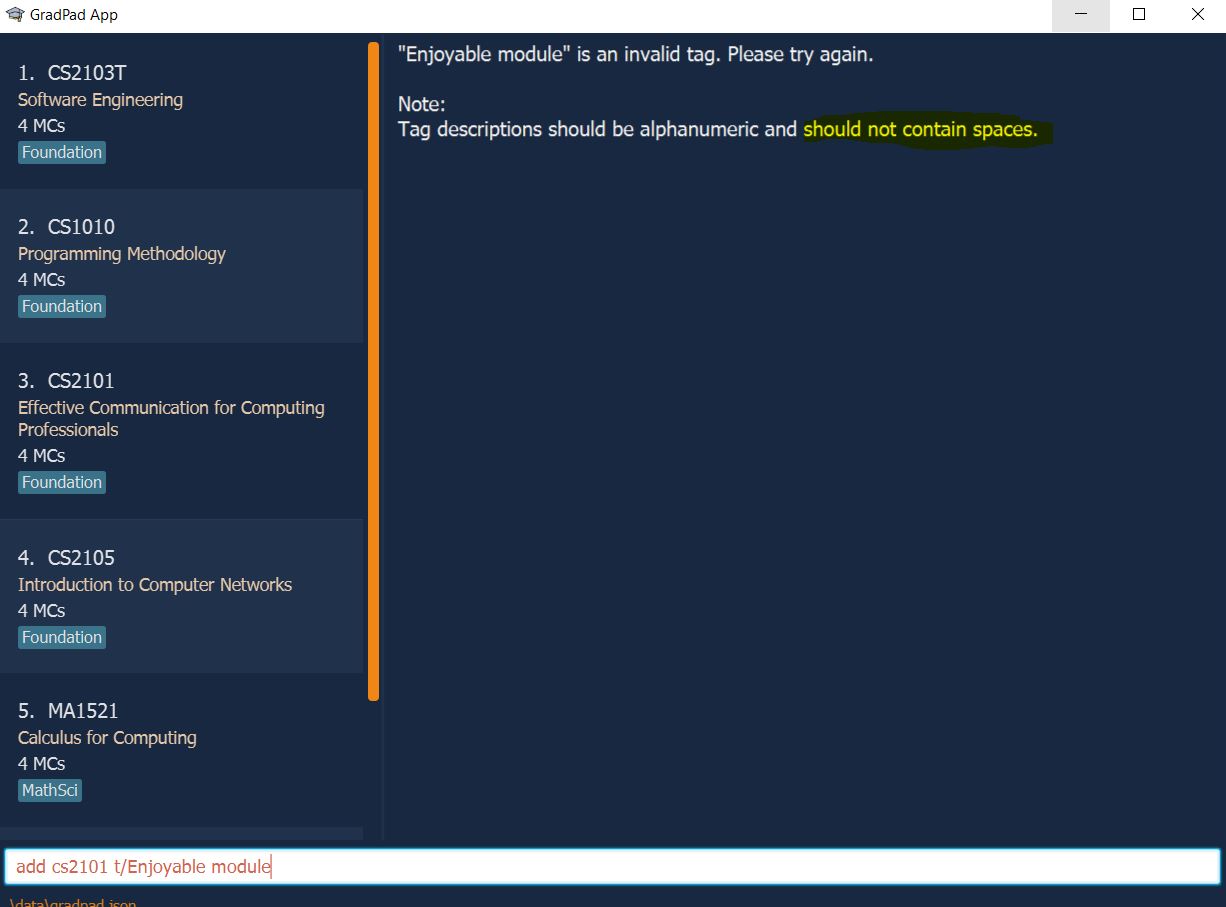 GradPad App
1. CS2103T
Software Engineering
4 MCs
Foundation
2. CS1010
Programming Methodology
4 MCs
Foundation
3. CS2101
Effective Communication for Computing
Professionals
4 MCs
Foundation
4. CS2105
Introduction to Computer Networks
4 MCs
Foundation
5. MA1521
Calculus for Computing
4 MCs
MathSci
"Enjoyable module" is an invalid tag. Please try again.
Note:
Tag descriptions should be alphanumeric and should not contain spaces.
add cs2101 t/Enjoyable module
.\data\gradpad.json